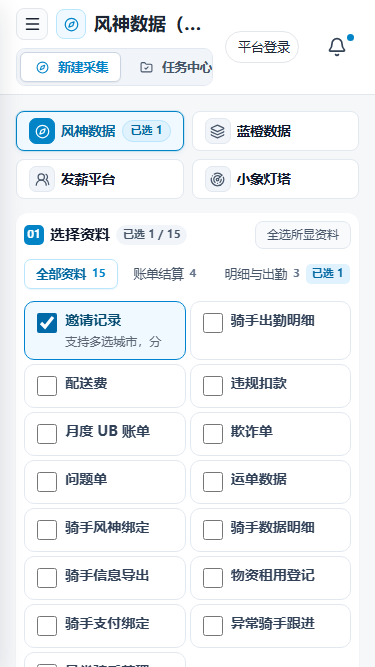 风神数据（...
平台登录
新建采集
任务中心
风神数据 已选 1
蓝橙数据
发薪平台
小象灯塔
01 选择资料 已选 1 / 15
全选所显资料
全部资料 15
账单结算 4
明细与出勤 3 已选 1
邀请记录
支持多选城市，分
骑手出勤明细
配送费
违规扣款
月度 UB 账单
欺诈单
问题单
运单数据
骑手风神绑定
骑手数据明细
骑手信息导出
物资租用登记
骑手支付绑定
异常骑手跟进